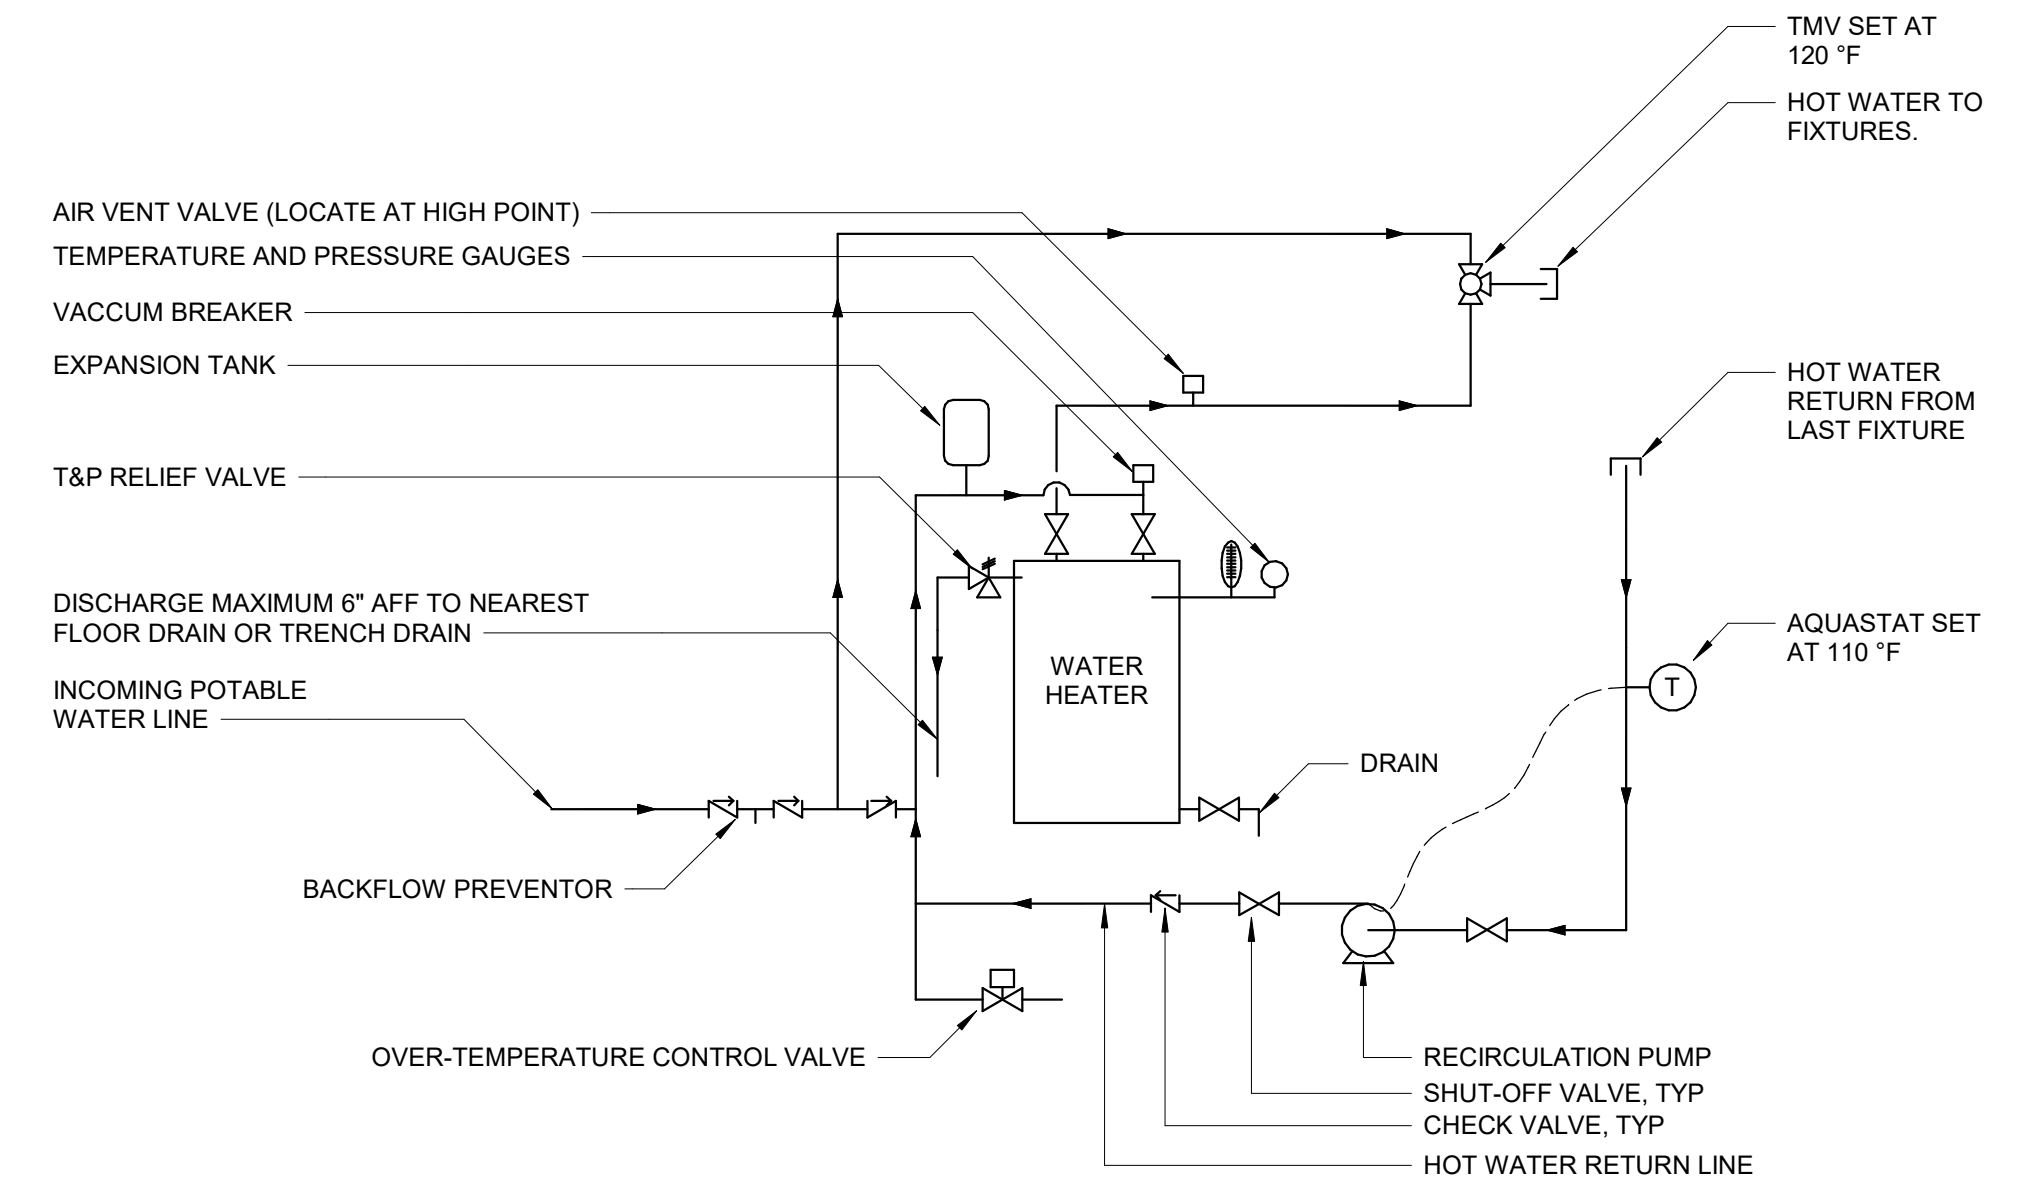 TMV SET AT
120 °F
HOT WATER TO
FIXTURES.
AIR VENT VALVE (LOCATE AT HIGH POINT)
TEMPERATURE AND PRESSURE GAUGES
VACCUM BREAKER
EXPANSION TANK
HOT WATER
RETURN FROM
LAST FIXTURE
T&P RELIEF VALVE
DISCHARGE MAXIMUM 6" AFF TO NEAREST
FLOOR DRAIN OR TRENCH DRAIN
AQUASTAT SET
AT 110 °F
T
WATER
HEATER
INCOMING POTABLE
WATER LINE
DRAIN
BACKFLOW PREVENTOR
OVER-TEMPERATURE CONTROL VALVE
RECIRCULATION PUMP
SHUT-OFF VALVE, TYP
CHECK VALVE, TYP
HOT WATER RETURN LINE